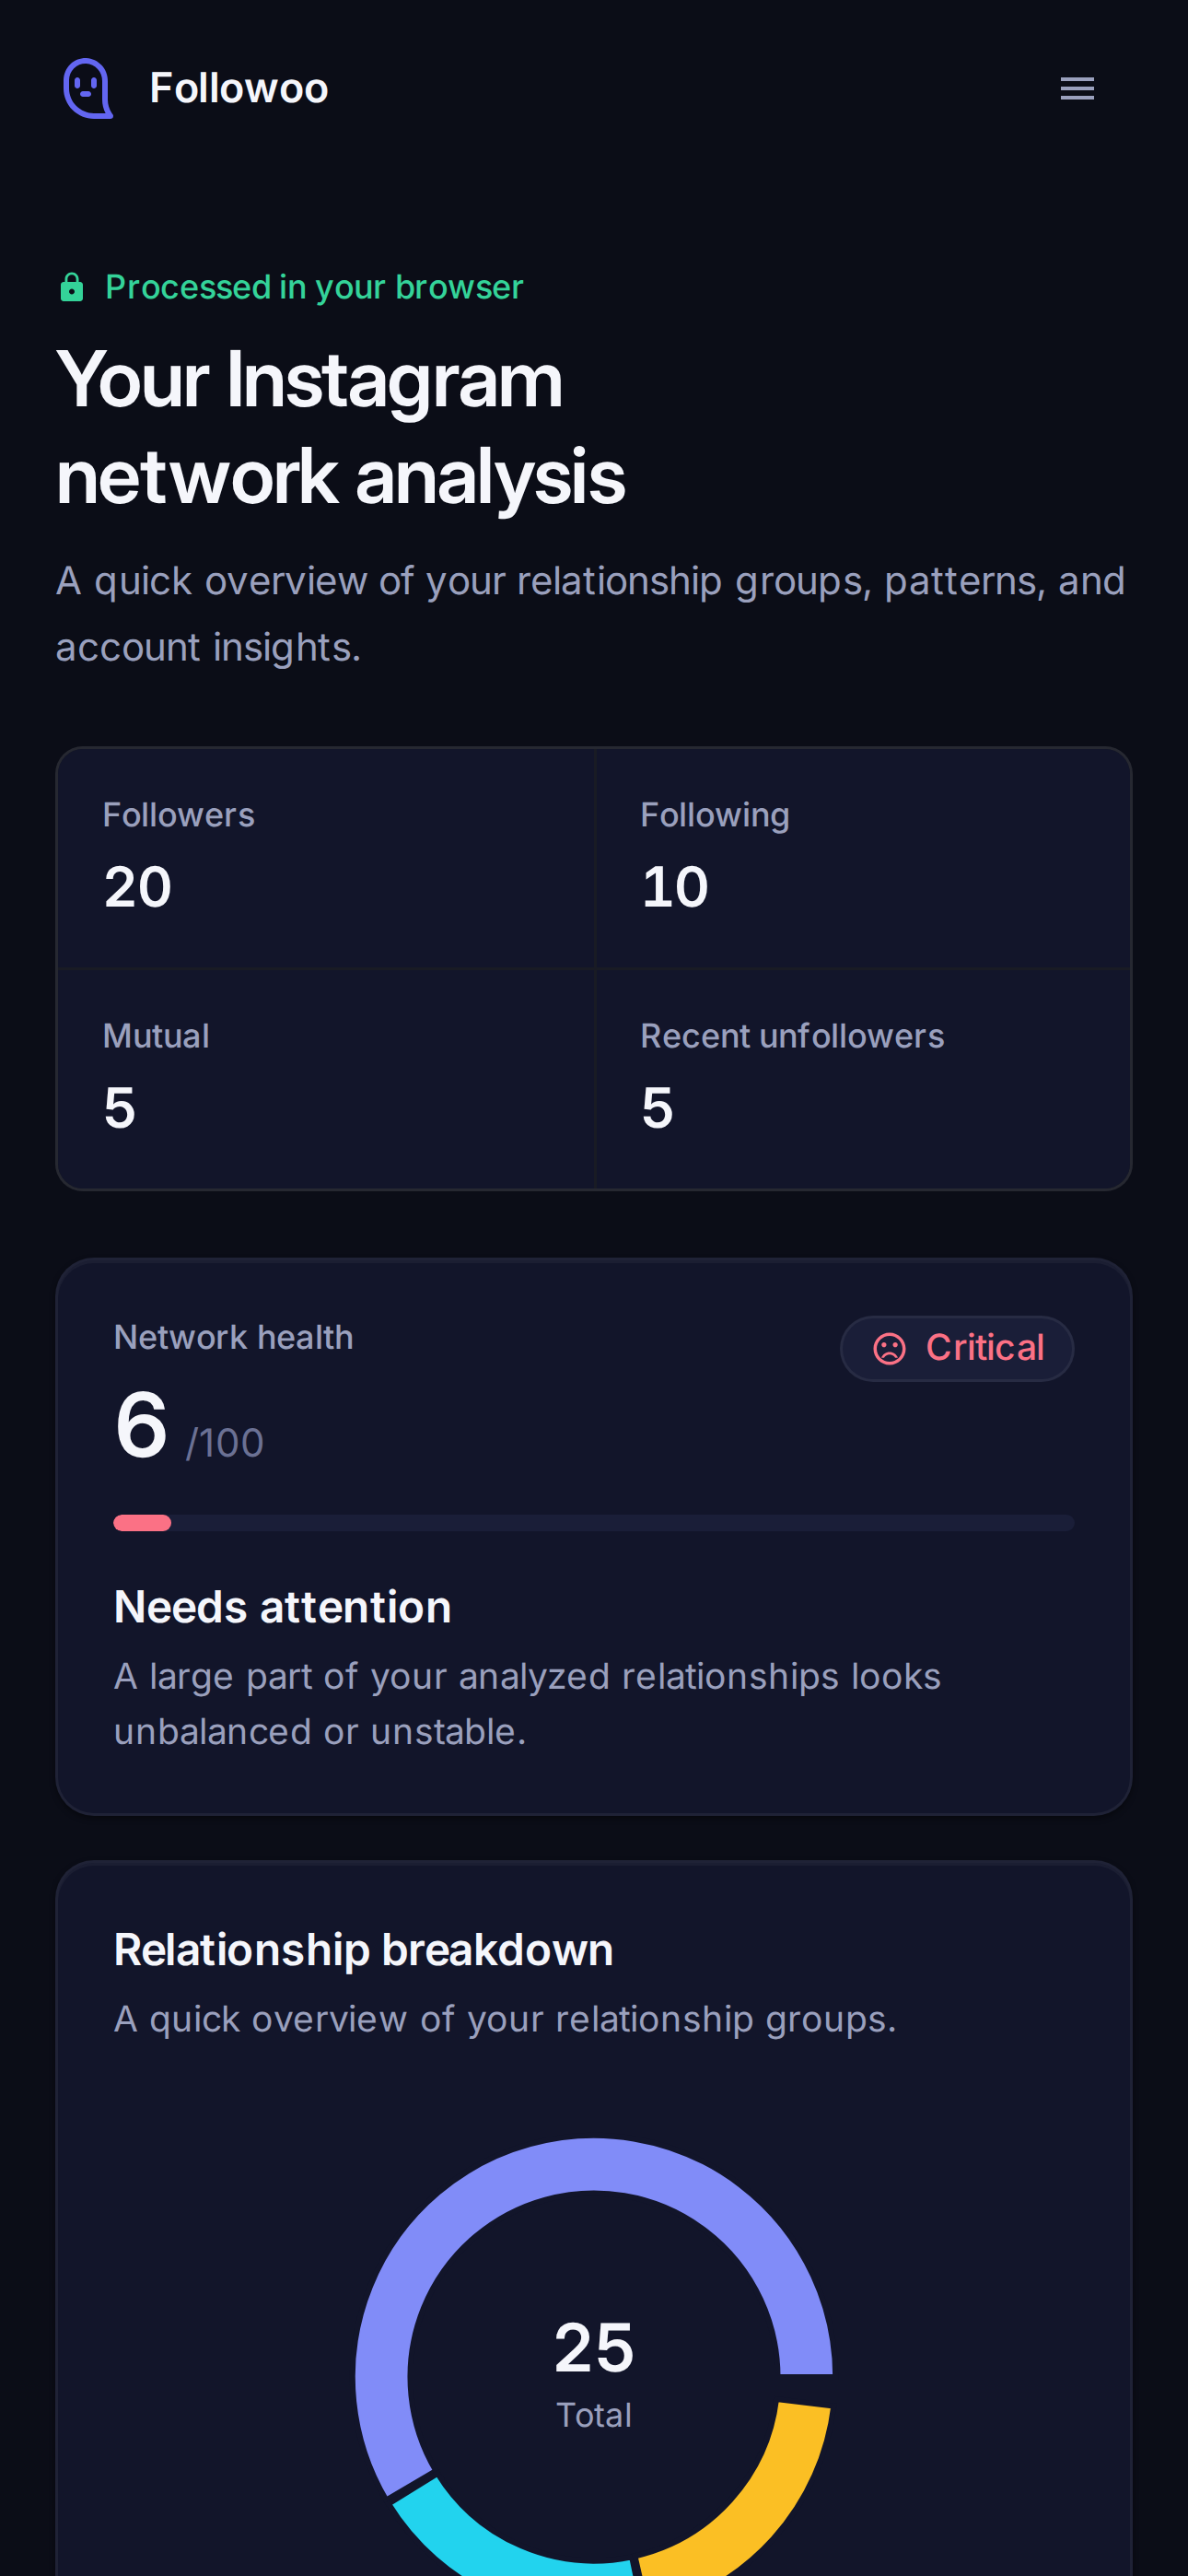 Followoo
Processed in your browser
Your Instagram
network analysis
A quick overview of your relationship groups, patterns, and
account insights.
Followers
20
Following
10
Mutual
5
Recent unfollowers
5
Network health
Critical
6 /100
Needs attention
A large part of your analyzed relationships looks
unbalanced or unstable.
Relationship breakdown
A quick overview of your relationship groups.
25
Total